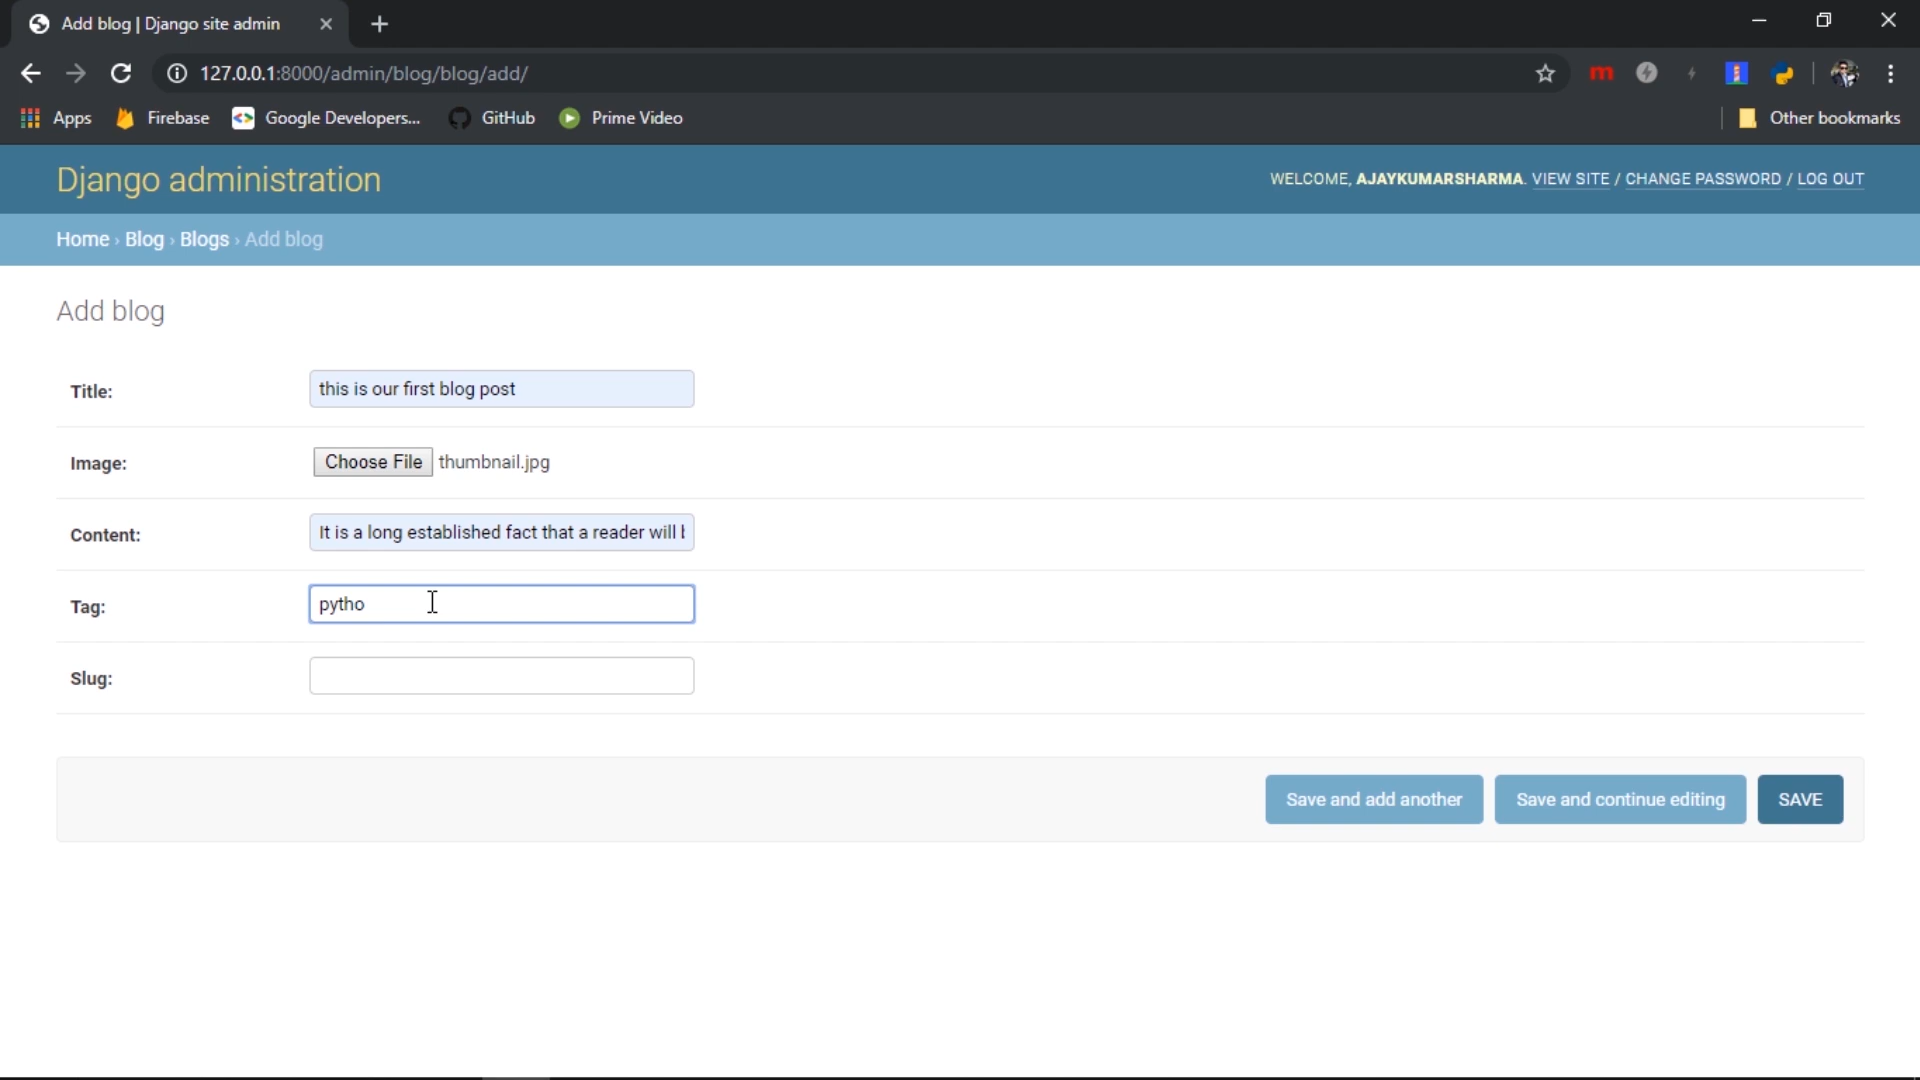 Add blog | Django site admin
127.0.0.1:8000/admin/blog/blog/add/
Apps Firebase Google Developers... GitHub Prime Video Other bookmarks
Django administration
WELCOME, AJAYKUMARSHARMA. VIEW SITE / CHANGE PASSWORD / LOG OUT
Home › Blog › Blogs › Add blog
Add blog
Title: this is our first blog post
Image: Choose File thumbnail.jpg
Content: It is a long established fact that a reader will
Tag: pytho
Slug:
Save and add another Save and continue editing SAVE